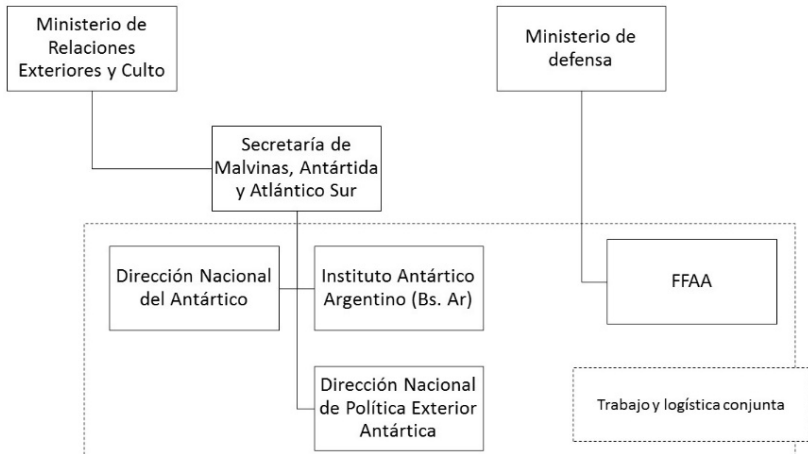 Ministerio de
Relaciones
Exteriores y Culto
Ministerio de
defensa
Secretaría de
Malvinas, Antártida
y Atlántico Sur
Dirección Nacional
del Antártico
Instituto Antártico
Argentino (Bs. Ar)
FFAA
Dirección Nacional
de Política Exterior
Antártica
Trabajo y logística conjunta